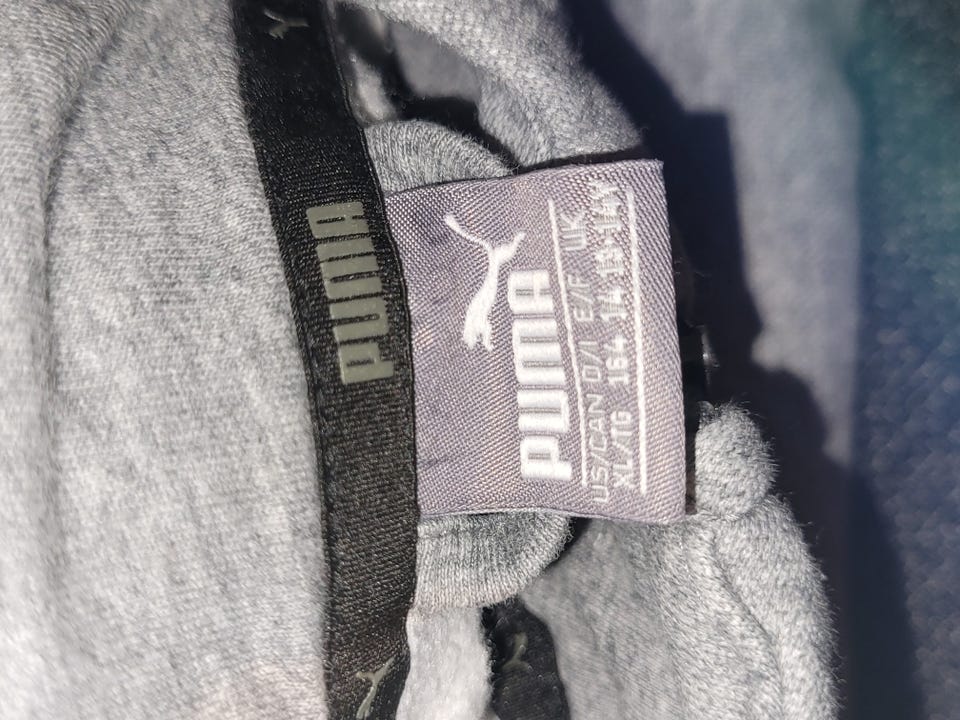 PUMA
PUMA
US/CAN D/I E/F UK
XL/TG 164 14 13-14Y